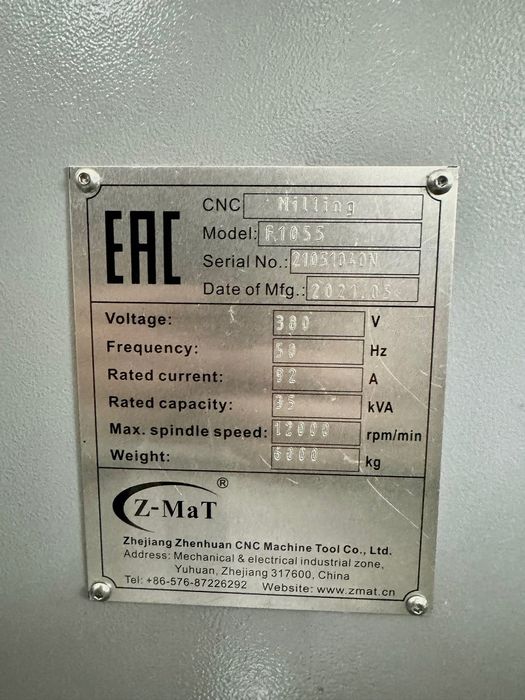 EAC
CNC Milling
Model: F1055
Serial No.: 21051040N
Date of Mfg.: 2021.05
Voltage: 380 V
Frequency: 50 Hz
Rated current: A
Rated capacity: 35 kVA
Max. spindle speed: 12000 rpm/min
Weight: 6000 kg
Z-MaT ®
Zhejiang Zhenhuan CNC Machine Tool Co., Ltd.
Address: Mechanical & electrical industrial zone,
Yuhuan, Zhejiang 317600, China
Tel: +86-576-87226292 Website: www.zmat.cn